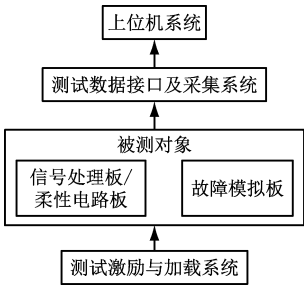 上位机系统
测试数据接口及采集系统
被测对象
信号处理板/
柔性电路板
故障模拟板
测试激励与加载系统